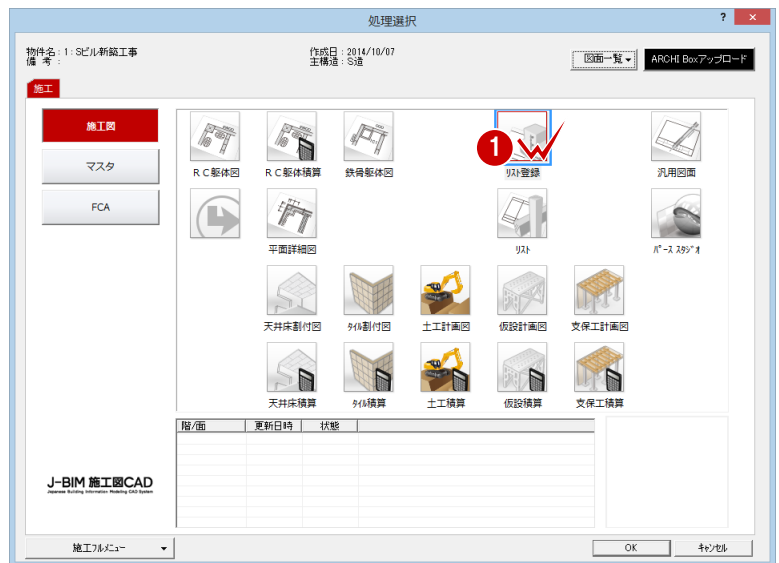 処理選択
? ×
物件名：1：Sビル新築工事
備 考 ：
作成日：2014/10/07
主構造：S造
図面一覧
ARCHI Boxアップロード
施工
施工図
マスタ
FCA
ＲＣ躯体図
ＲＣ躯体積算
鉄骨躯体図
1
ﾘｽﾄ登録
汎用図面
平面詳細図
ﾘｽﾄ
ﾊﾟｰｽ ｽﾀｼﾞｵ
天井床割付図
ﾀｲﾙ割付図
土工計画図
仮設計画図
支保工計画図
天井床積算
ﾀｲﾙ積算
土工積算
仮設積算
支保工積算
階/面
更新日時
状態
J-BIM 施工図CAD
Japanese Building Information Modeling CAD System
施工ﾌﾙﾒﾆｭｰ
OK
ｷｬﾝｾﾙ